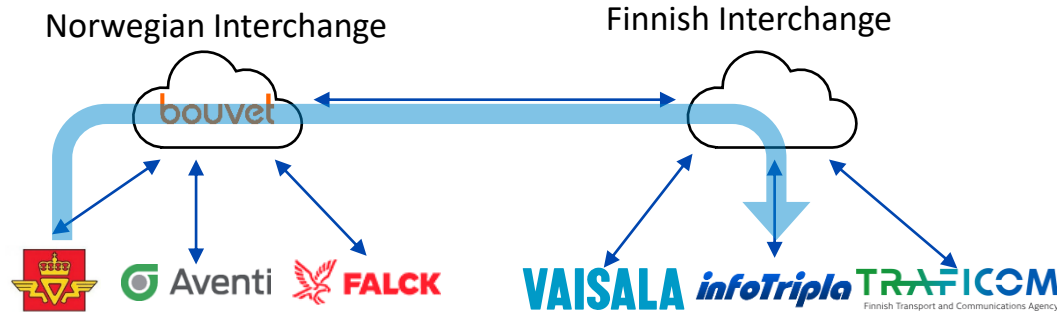 Norwegian Interchange
Finnish Interchange
bouvet
Aventi
FALCK
VAISALA
infoTripla
TRAFICOM
Finnish Transport and Communications Agency